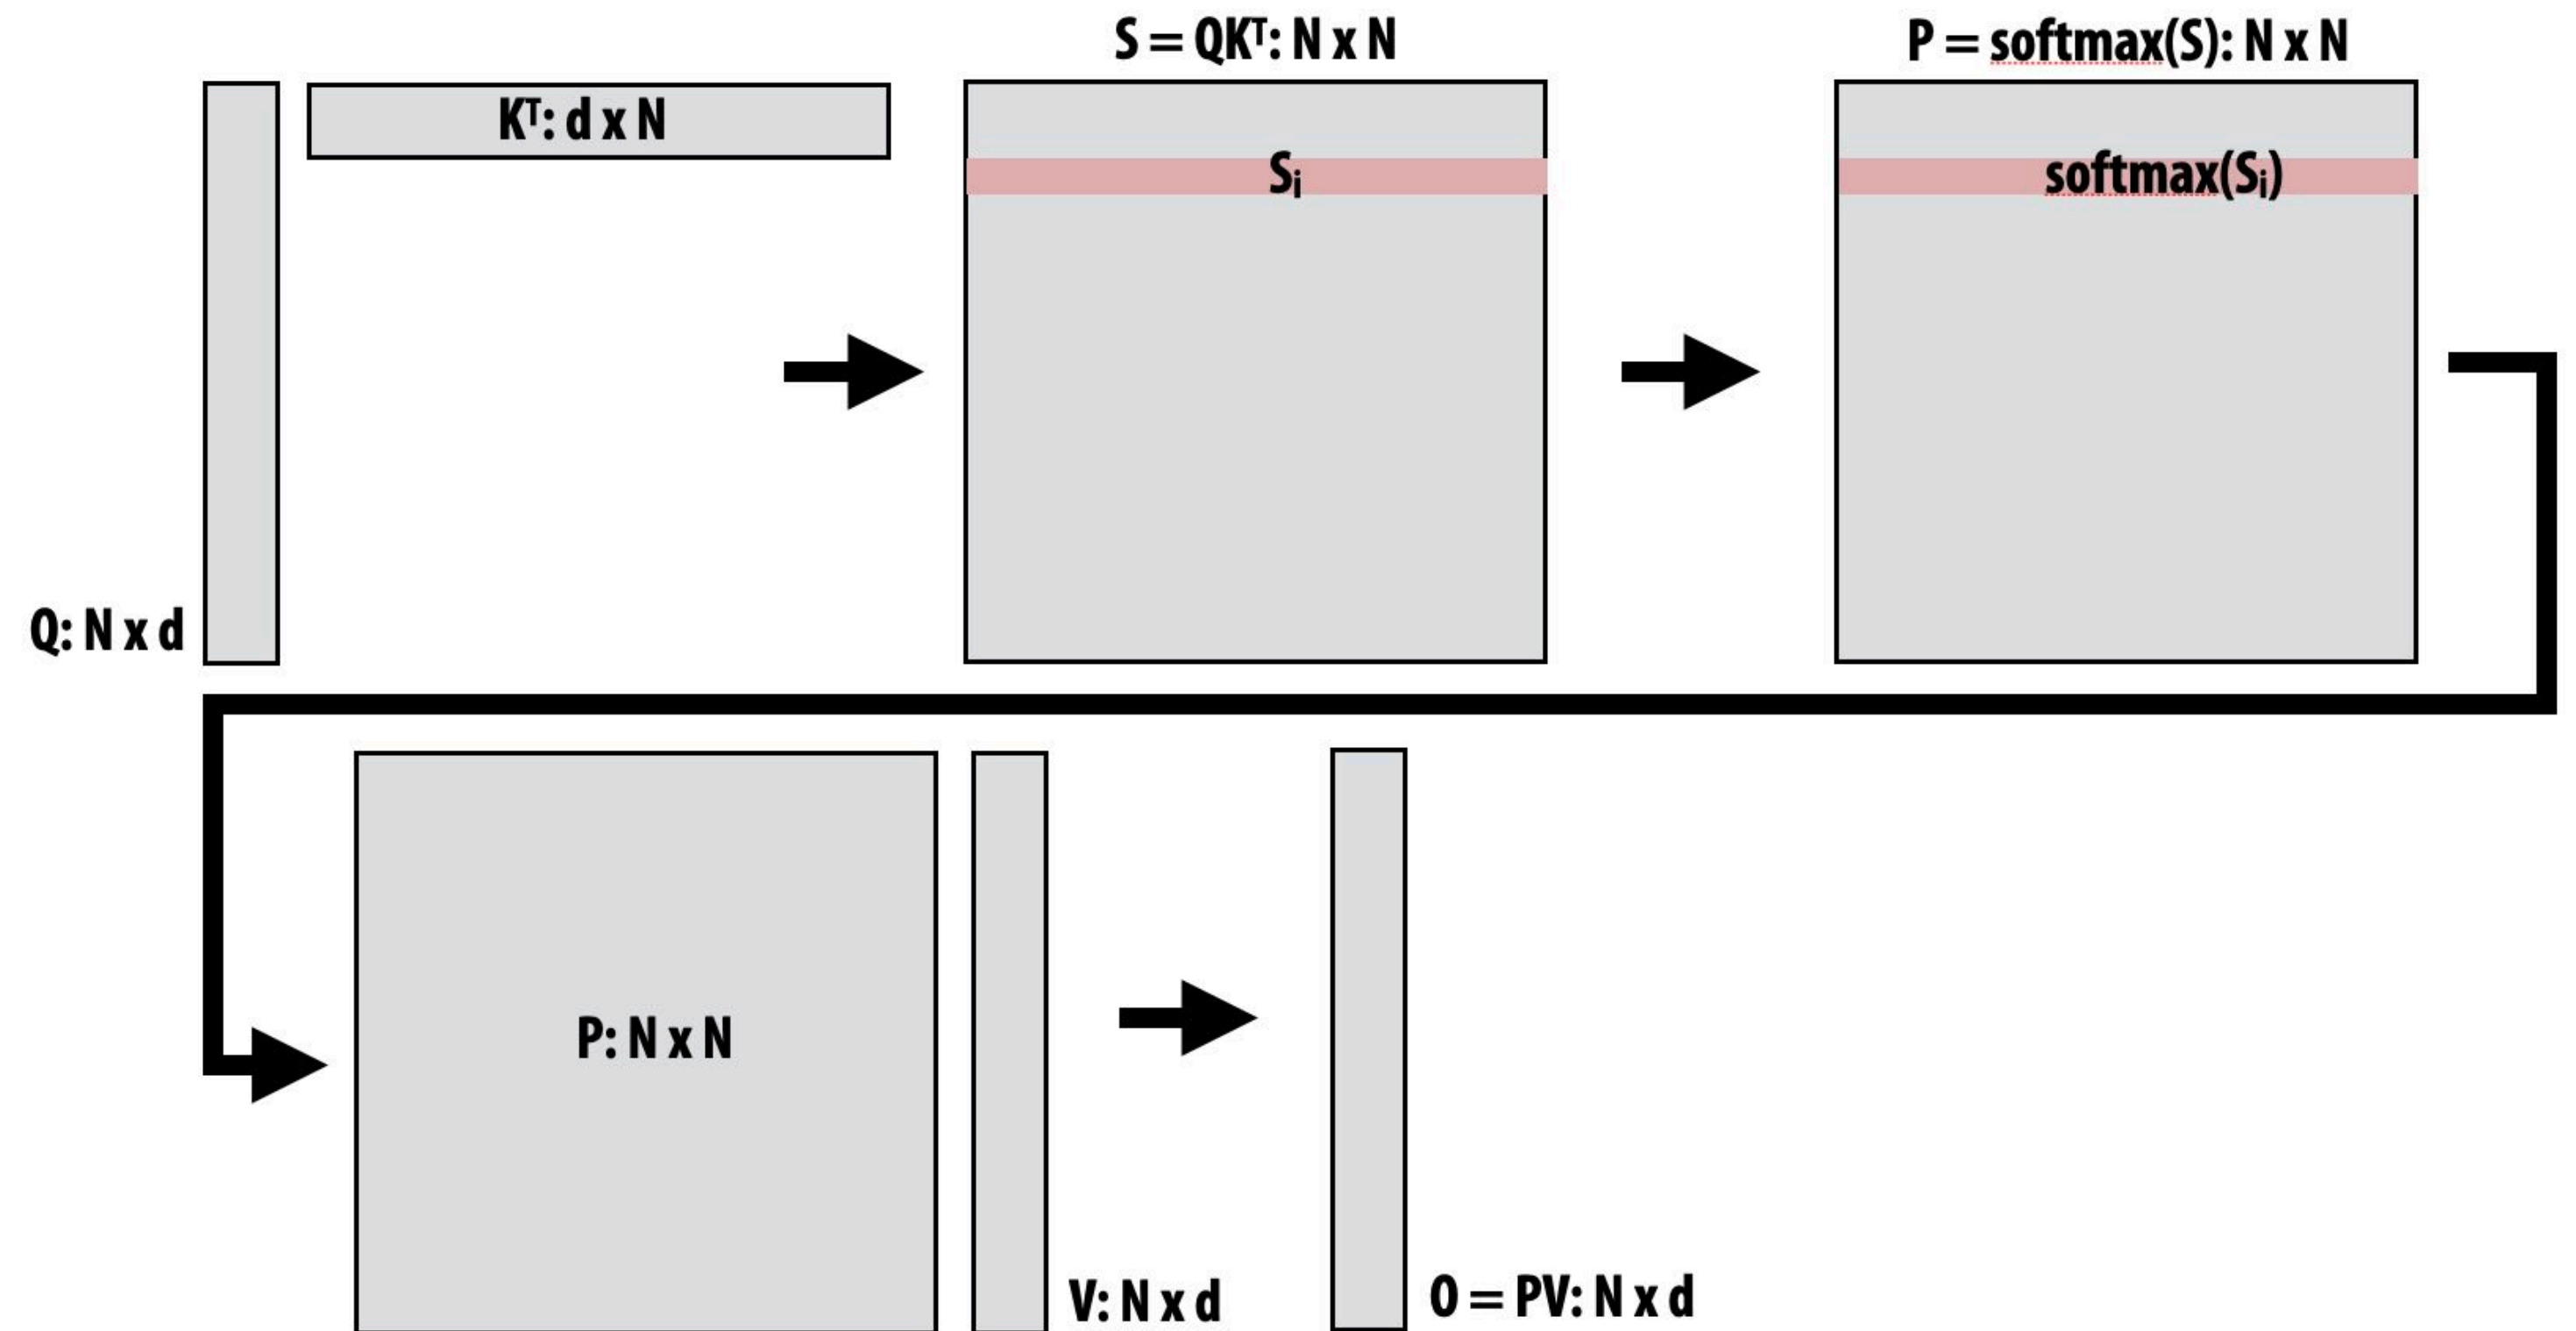 S = QKᵀ: N x N
P = softmax(S): N x N
Kᵀ: d x N
Sᵢ
softmax(Sᵢ)
Q: N x d
P: N x N
V: N x d
O = PV: N x d